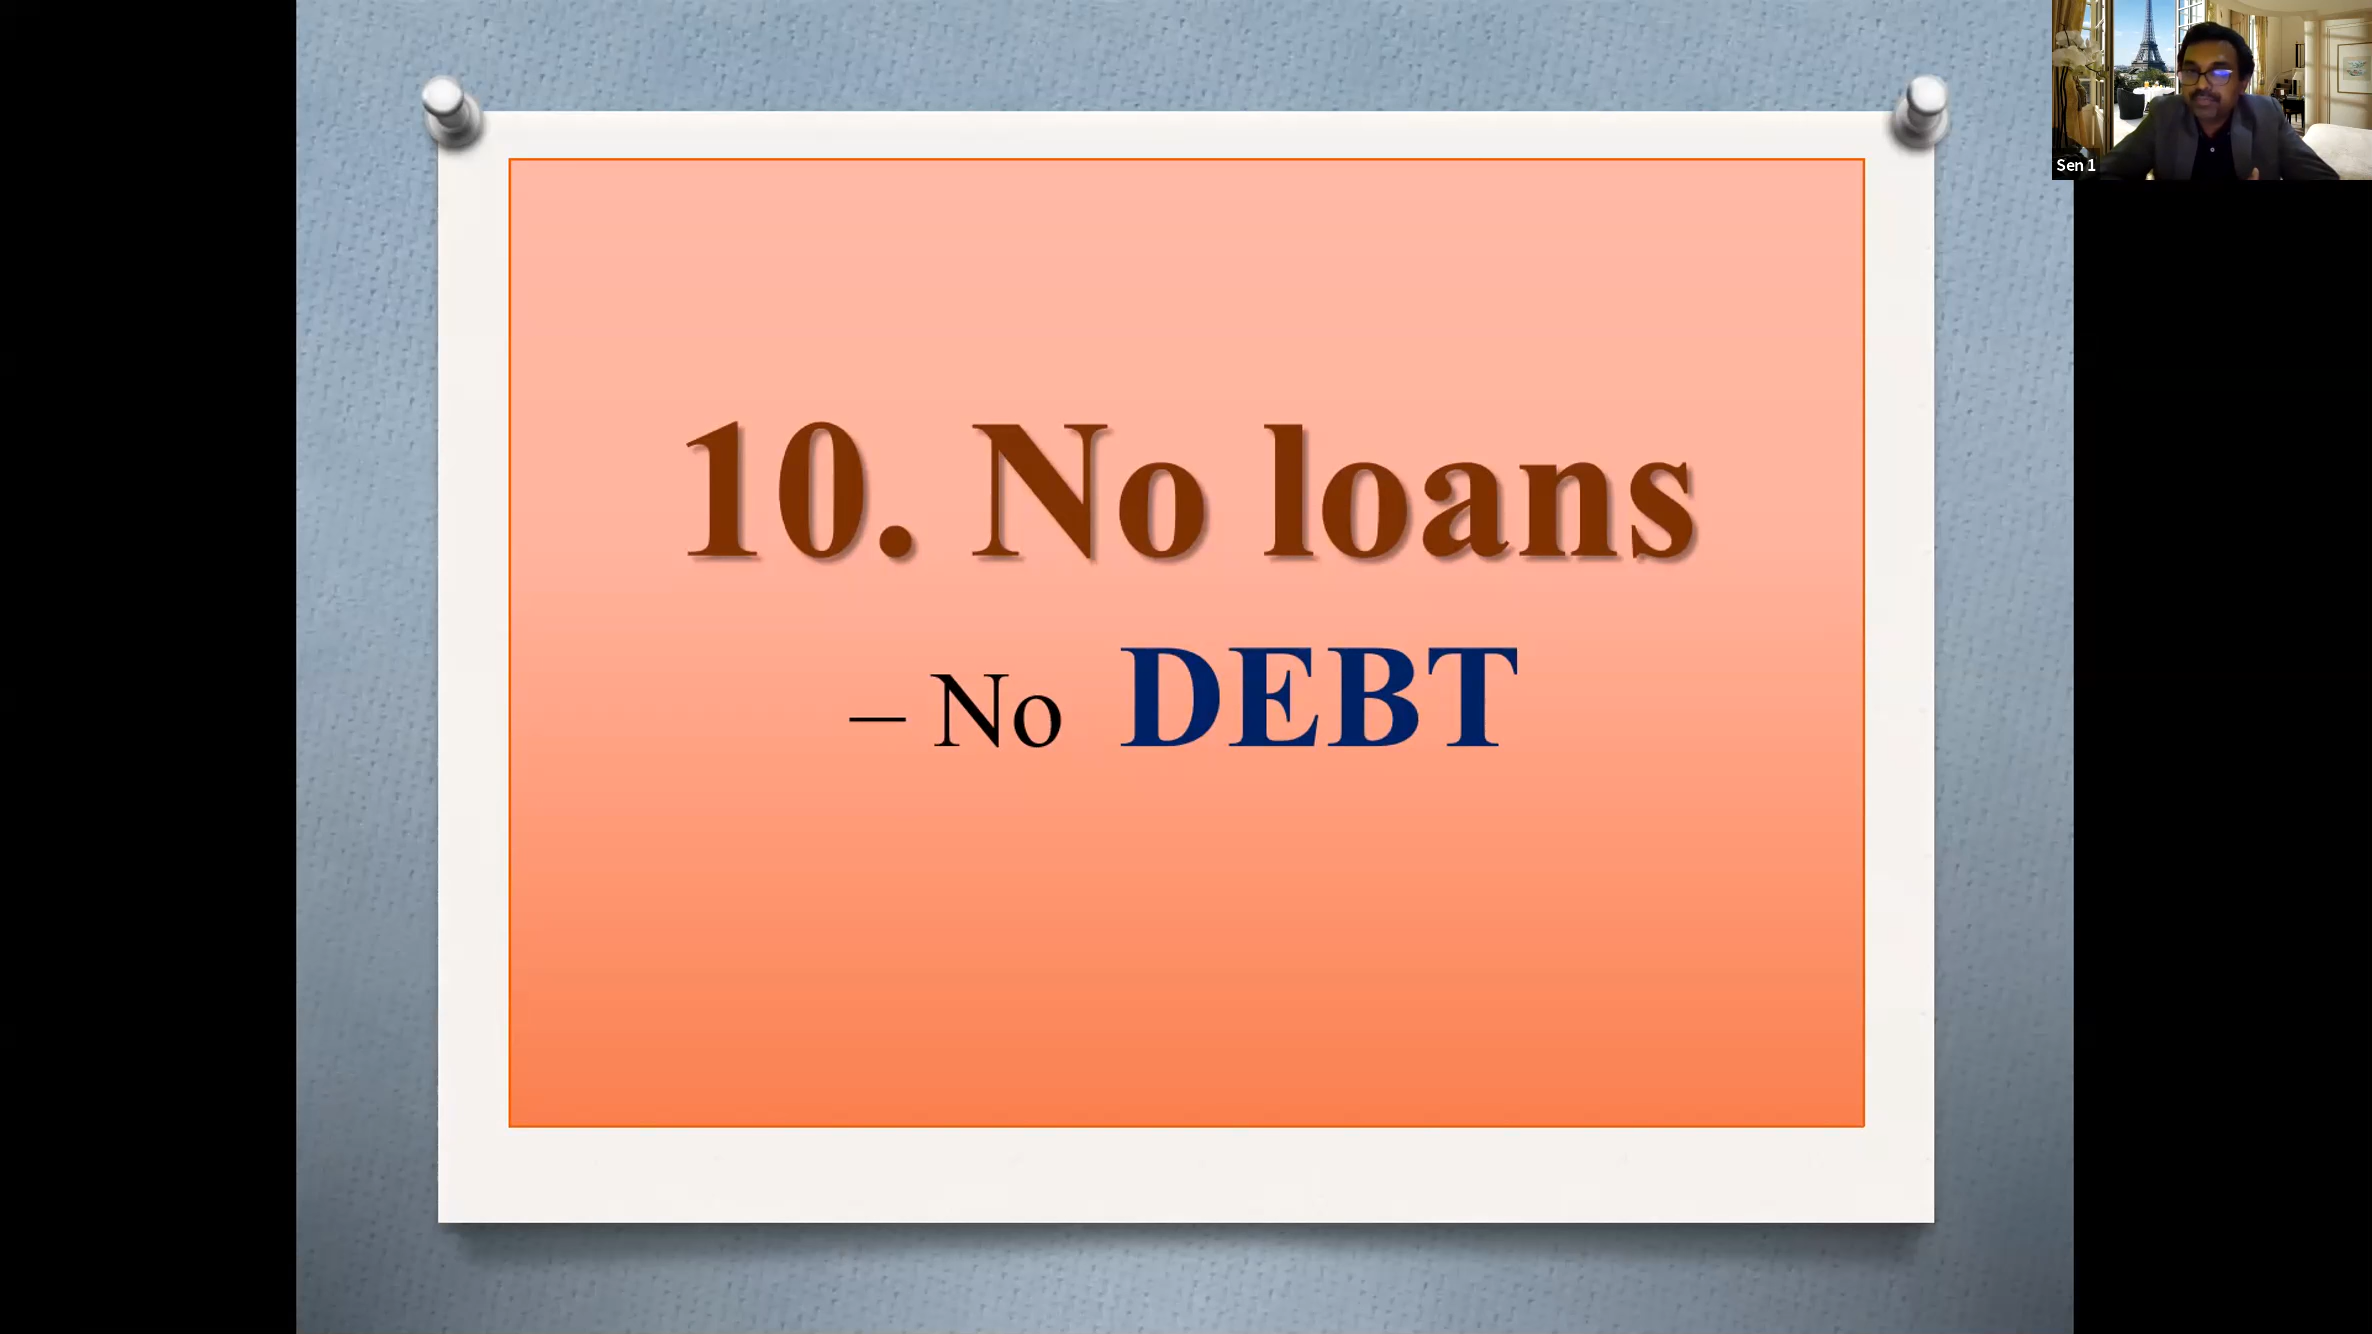 10. No loans
– No DEBT
Sen 1